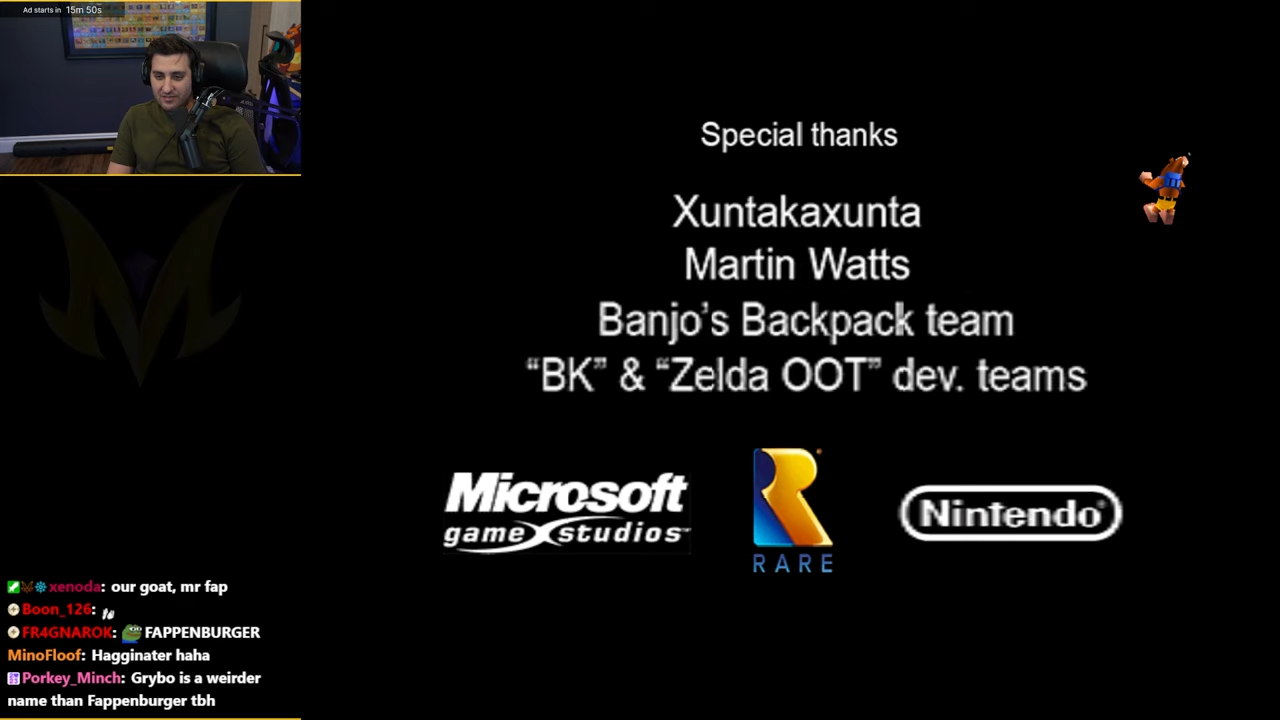 Ad starts in 15m 50s
Special thanks
Xuntakaxunta
Martin Watts
Banjo’s Backpack team
“BK” & “Zelda OOT” dev. teams
Microsoft
game studios™
RARE
Nintendo®
xenoda: our goat, mr fap
Boon_126:
FR4GNAROK: FAPPENBURGER
MinoFloof: Hagginater haha
Porkey_Minch: Grybo is a weirder
name than Fappenburger tbh